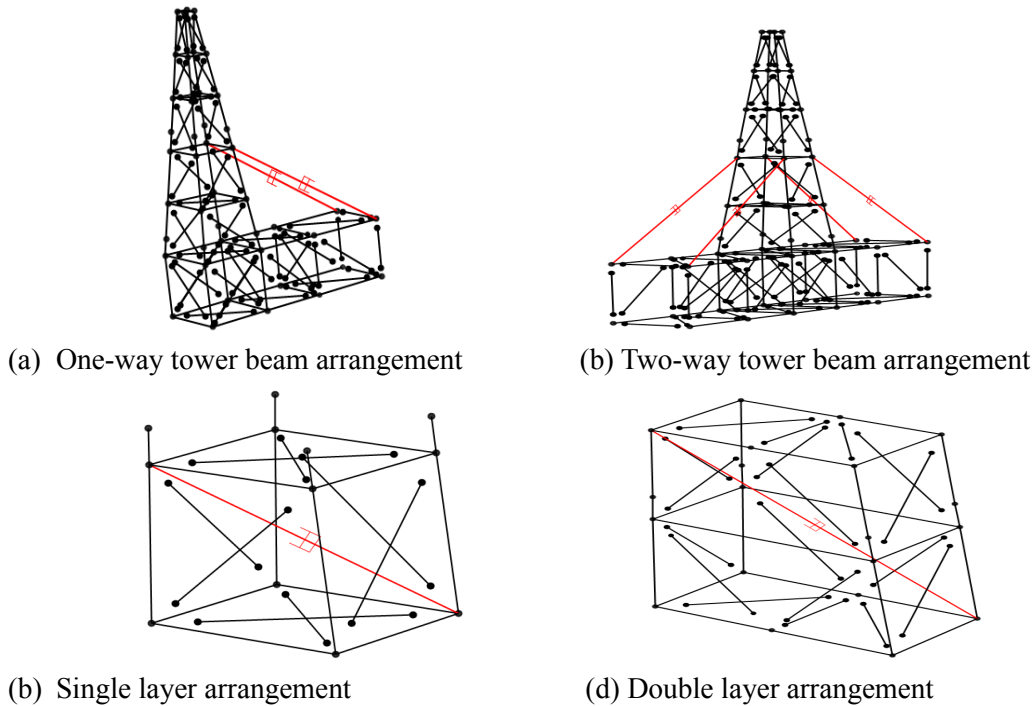 (a) One-way tower beam arrangement
(b) Two-way tower beam arrangement
(b) Single layer arrangement
(d) Double layer arrangement